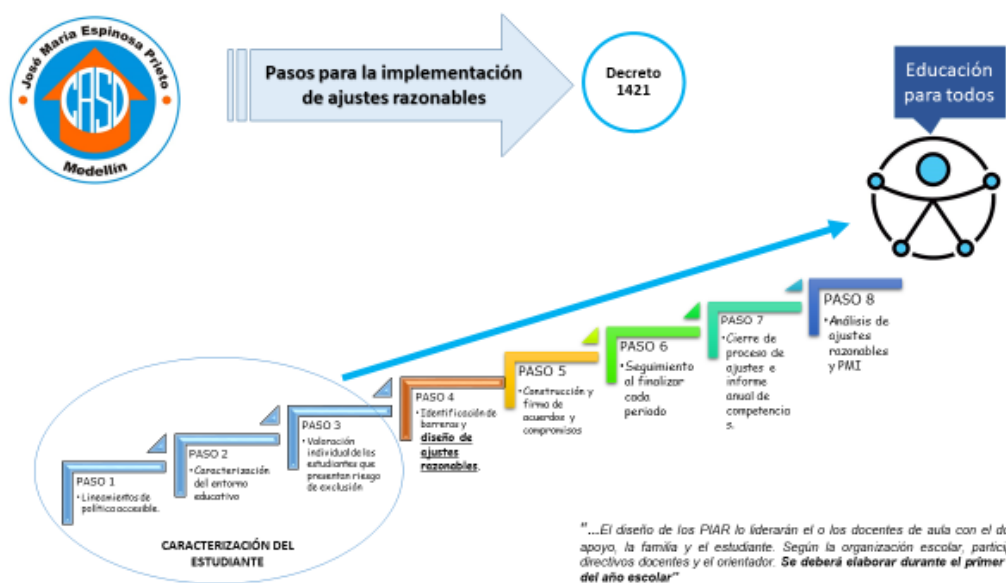 José María Espinosa Prieto
CASD
Medellín
Pasos para la implementación
de ajustes razonables
Decreto
1421
Educación
para todos
PASO 1
•Lineamientos de
política accesible.
PASO 2
•Caracterización
del entorno
educativo
PASO 3
•Valoración
individual de los
estudiantes que
presentan riesgo
de exclusión
CARACTERIZACIÓN DEL
ESTUDIANTE
PASO 4
•Identificación de
barreras y
diseño de
ajustes
razonables.
PASO 5
•Construcción y
firma de
acuerdos y
compromisos
PASO 6
•Seguimiento
al finalizar
cada
periodo
PASO 7
•Cierre de
proceso de
ajustes e
informe
anual de
competencia
s.
PASO 8
•Análisis de
ajustes
razonables
y PMI
"...El diseño de los PIAR lo liderarán el o los docentes de aula con el
apoyo, la familia y el estudiante. Según la organización escolar,
directivos docentes y el orientador. Se deberá elaborar durante el primer
del año escolar"